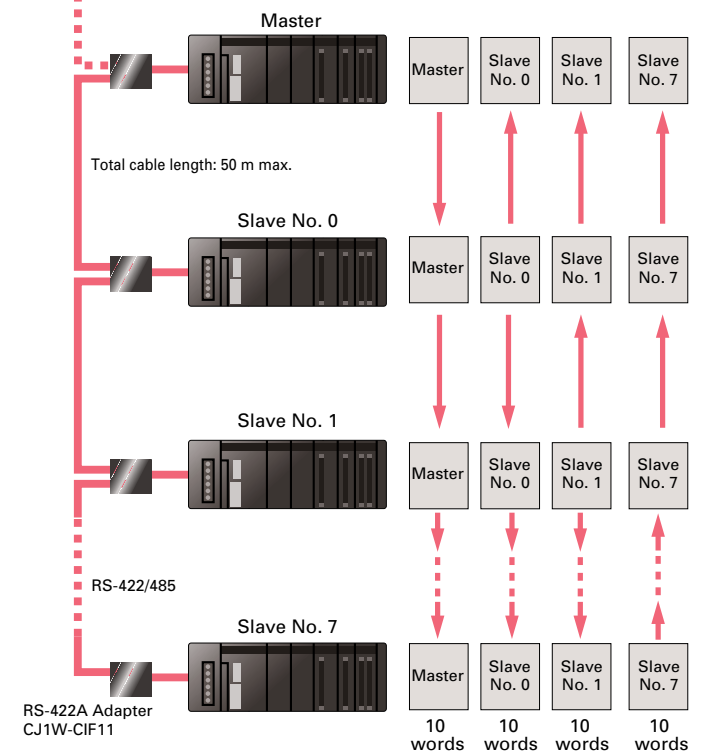 Master
Master
Slave
No. 0
Slave
No. 1
Slave
No. 7
Total cable length: 50 m max.
Slave No. 0
Master
Slave
No. 0
Slave
No. 1
Slave
No. 7
Slave No. 1
Master
Slave
No. 0
Slave
No. 1
Slave
No. 7
RS-422/485
Slave No. 7
Master
Slave
No. 0
Slave
No. 1
Slave
No. 7
RS-422A Adapter
CJ1W-CIF11
10
words
10
words
10
words
10
words